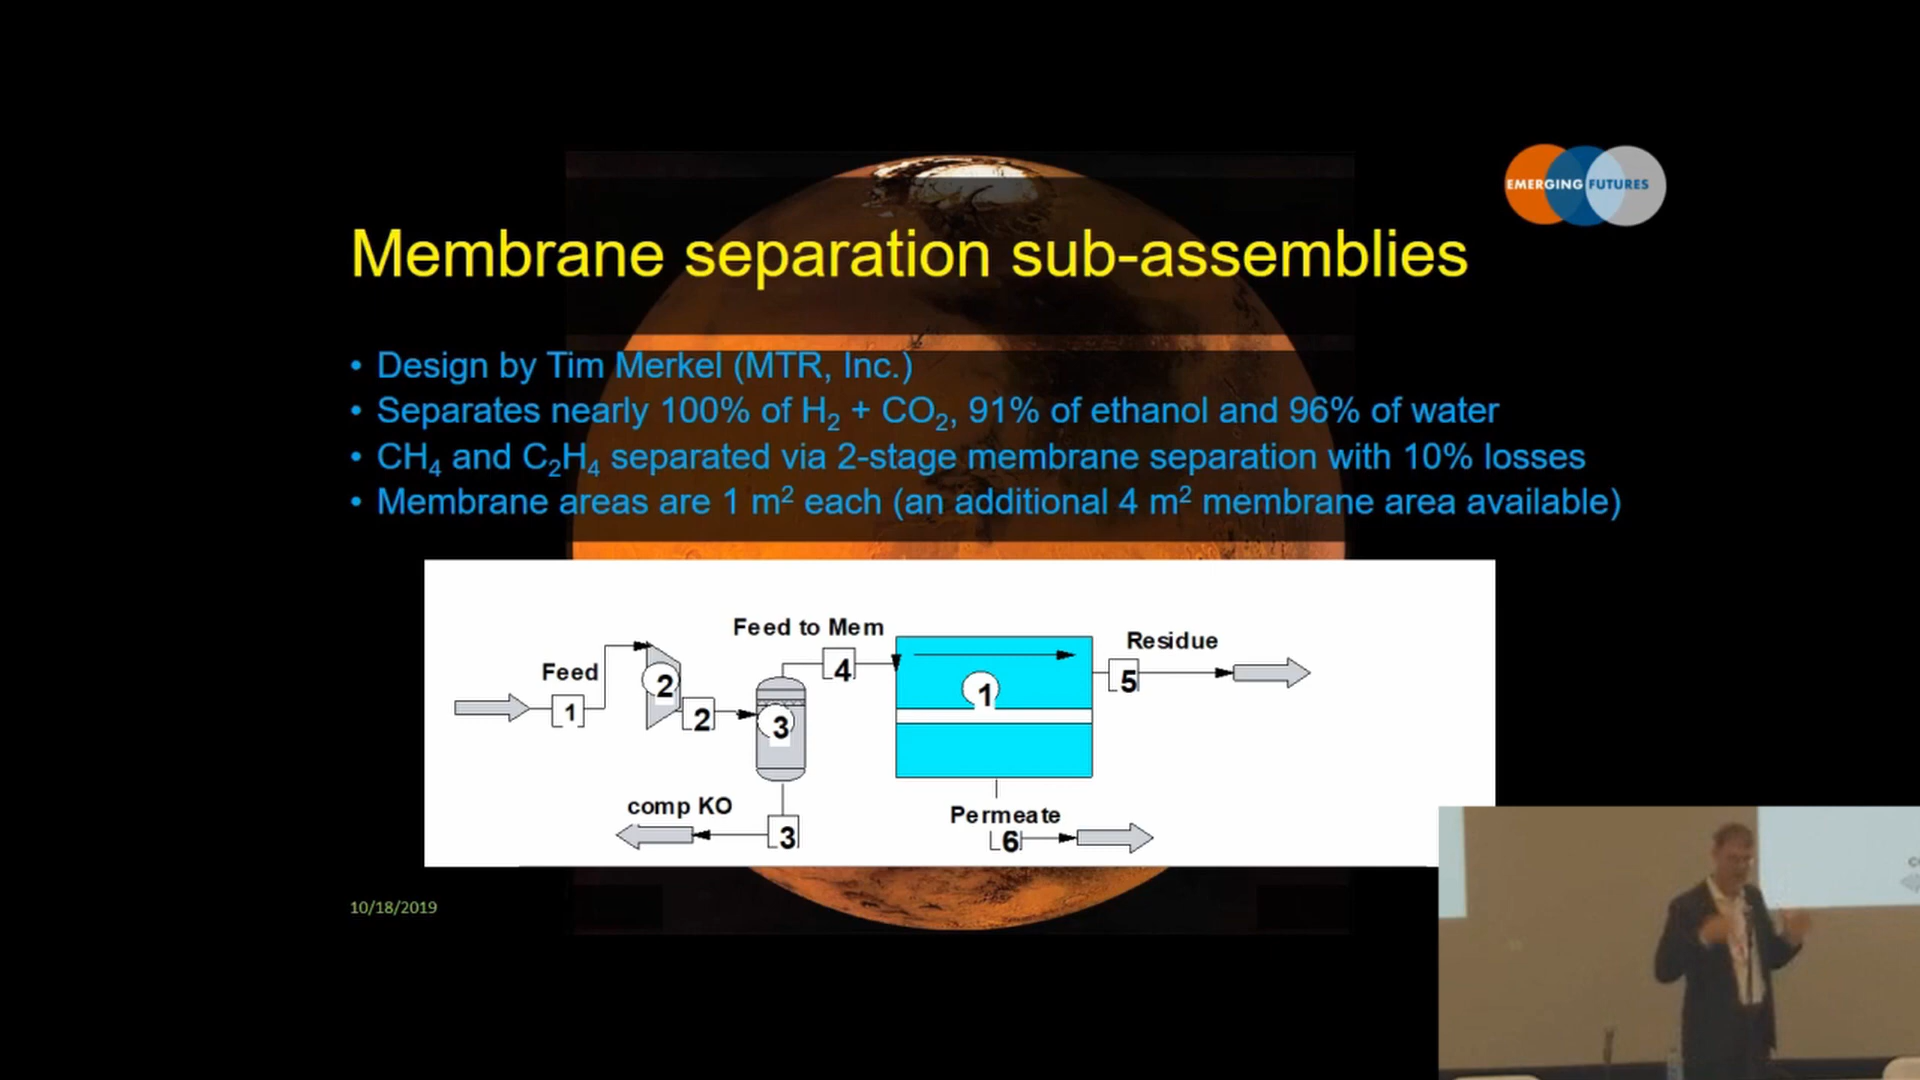 EMERGING FUTURES
Membrane separation sub-assemblies
• Design by Tim Merkel (MTR, Inc.)
• Separates nearly 100% of H₂ + CO₂, 91% of ethanol and 96% of water
• CH₄ and C₂H₄ separated via 2-stage membrane separation with 10% losses
• Membrane areas are 1 m² each (an additional 4 m² membrane area available)
Feed to Mem
Residue
Feed
4
2
1
5
1
2
3
comp KO
Permeate
3
6
10/18/2019